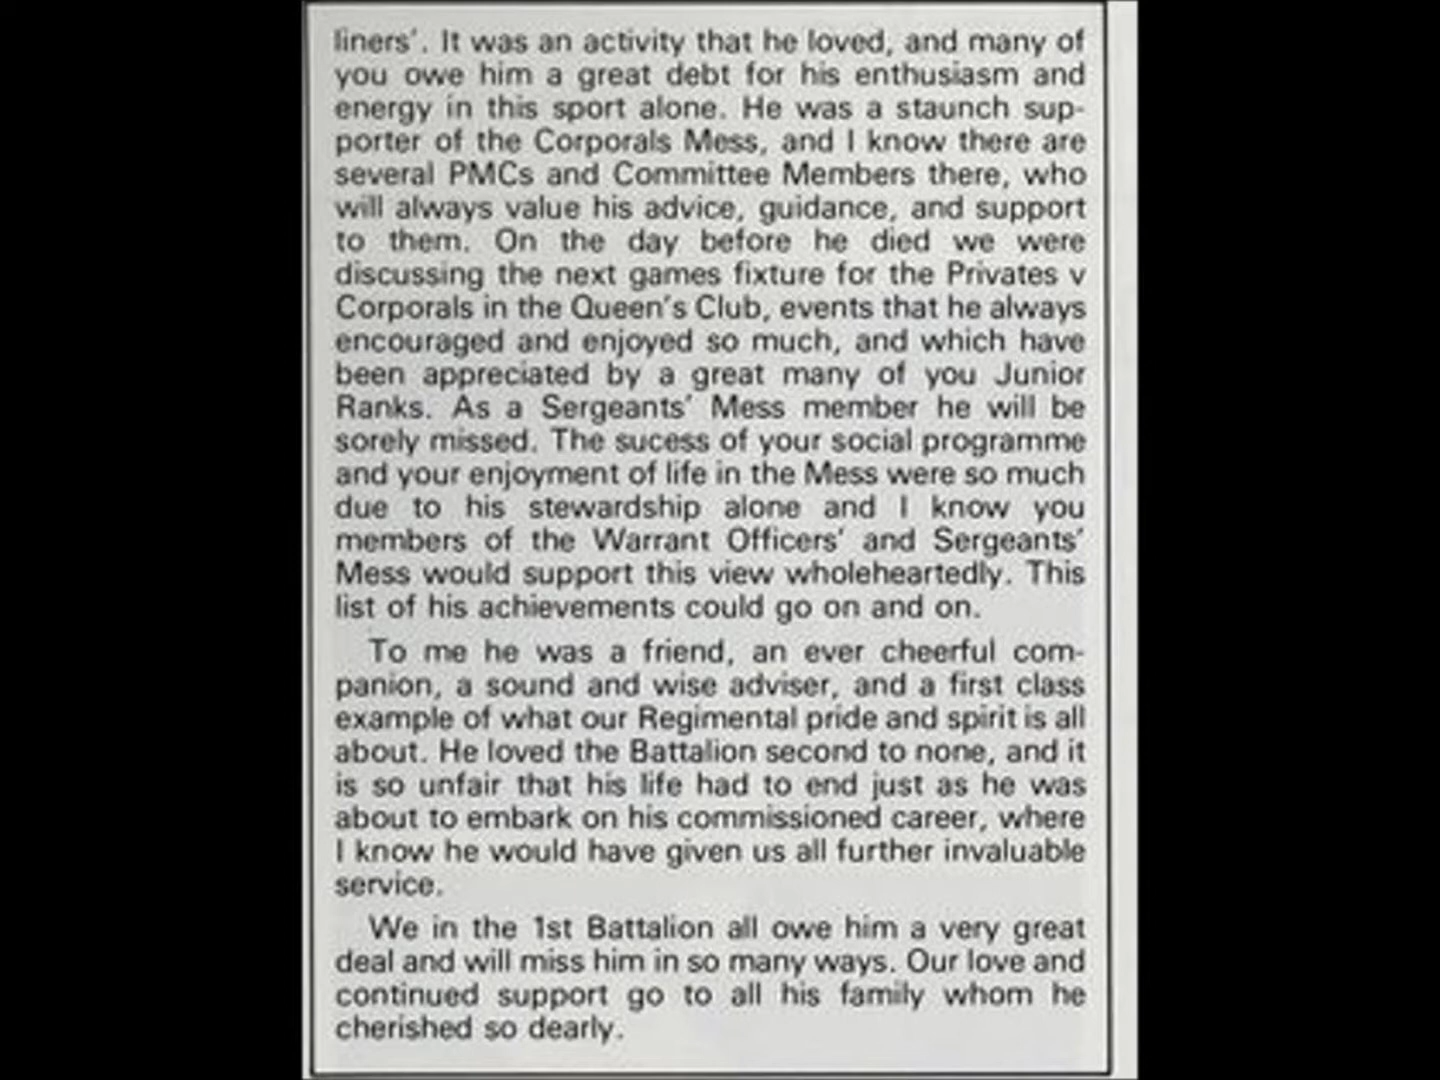 liners'. It was an activity that he loved, and many of
you owe him a great debt for his enthusiasm and
energy in this sport alone. He was a staunch sup-
porter of the Corporals Mess, and I know there are
several PMCs and Committee Members there, who
will always value his advice, guidance, and support
to them. On the day before he died we were
discussing the next games fixture for the Privates v
Corporals in the Queen's Club, events that he always
encouraged and enjoyed so much, and which have
been appreciated by a great many of you Junior
Ranks. As a Sergeants' Mess member he will be
sorely missed. The sucess of your social programme
and your enjoyment of life in the Mess were so much
due to his stewardship alone and I know you
members of the Warrant Officers' and Sergeants'
Mess would support this view wholeheartedly. This
list of his achievements could go on and on.
To me he was a friend, an ever cheerful com-
panion, a sound and wise adviser, and a first class
example of what our Regimental pride and spirit is all
about. He loved the Battalion second to none, and it
is so unfair that his life had to end just as he was
about to embark on his commissioned career, where
I know he would have given us all further invaluable
service.
We in the 1st Battalion all owe him a very great
deal and will miss him in so many ways. Our love and
continued support go to all his family whom he
cherished so dearly.